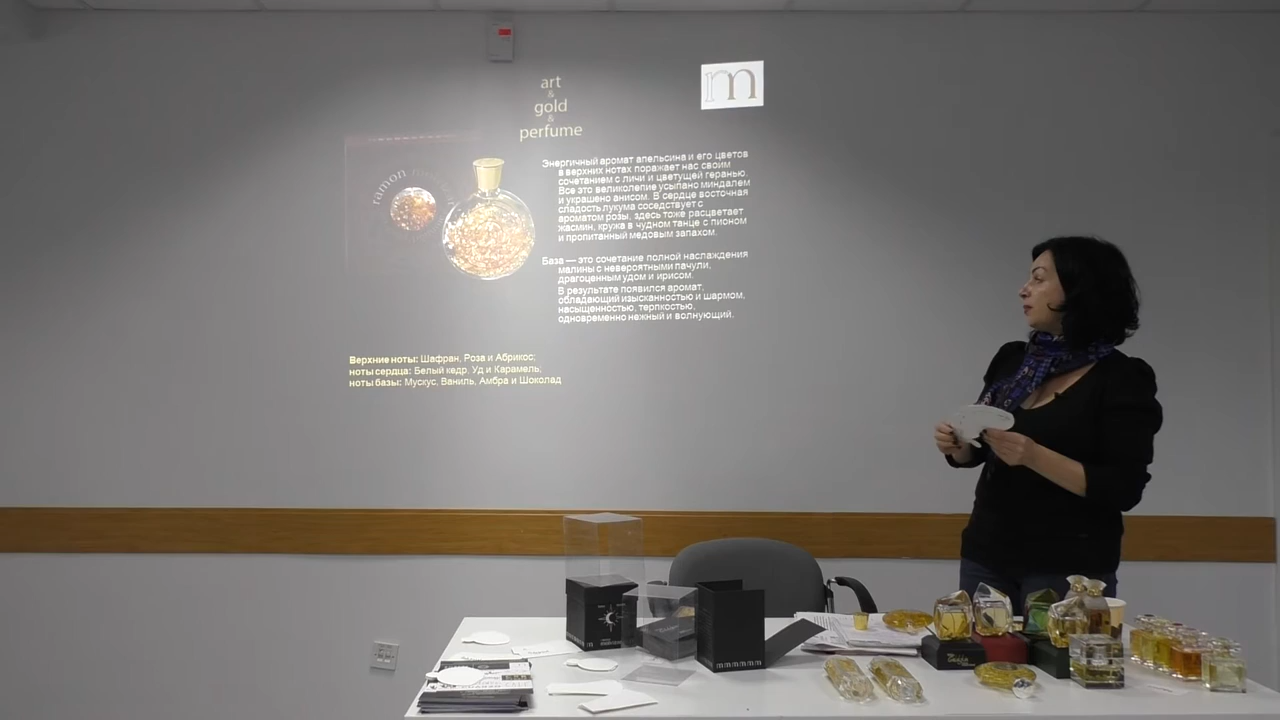 art
&
gold
&
perfume
m
ramon
Энергичный аромат апельсина и его цветов
в верхних нотах поражает нас своим
сочетанием с личи и цветущей геранью.
Все это великолепие усыпано миндалем
и украшено анисом. В сердце восточная
сладость лукума соседствует с
ароматом розы, здесь тоже расцветает
жасмин, кружа в чудном танце с пионом
и пропитанный медовым запахом.
База — это сочетание полной наслаждения
малины с невероятными пачули,
драгоценным удом и ирисом.
В результате появился аромат,
обладающий изысканностью и шармом,
насыщенностью, терпкостью,
одновременно нежный и волнующий.
Верхние ноты: Шафран, Роза и Абрикос;
ноты сердца: Белый кедр, Уд и Карамель;
ноты базы: Мускус, Ваниль, Амбра и Шоколад